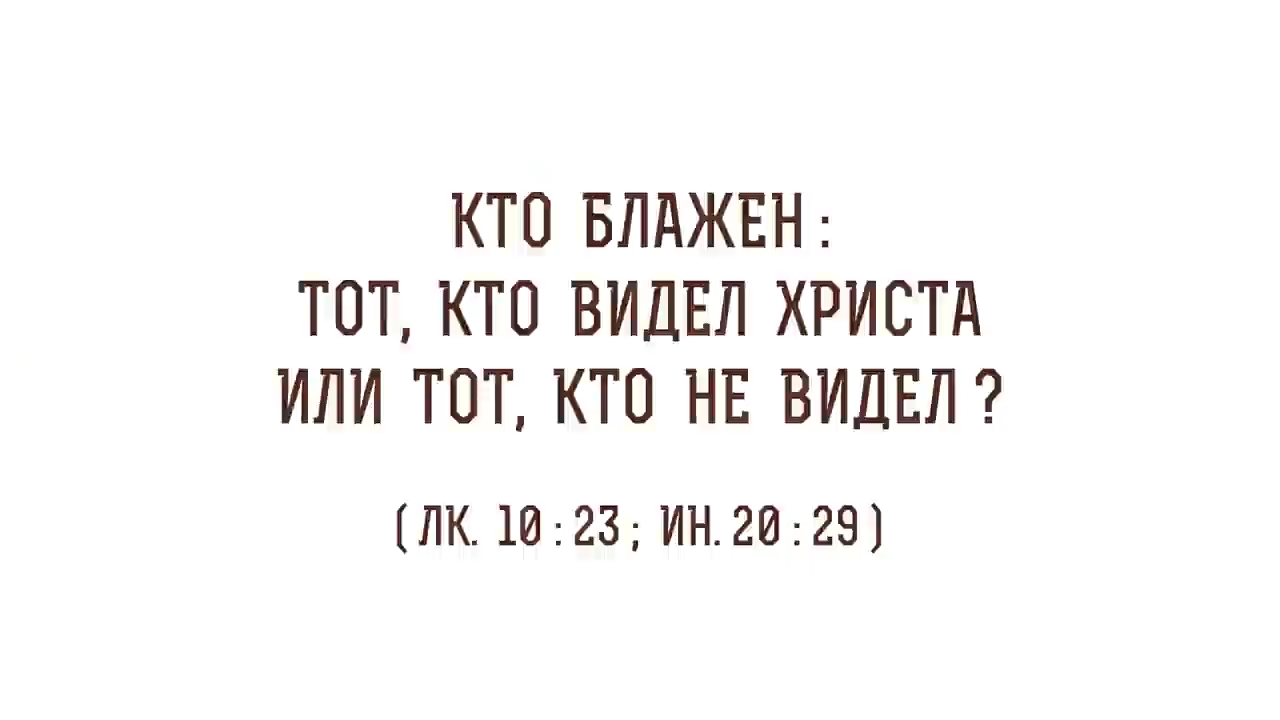 КТО БЛАЖЕН:
ТОТ, КТО ВИДЕЛ ХРИСТА
ИЛИ ТОТ, КТО НЕ ВИДЕЛ?
(ЛК. 10:23; ИН. 20:29)